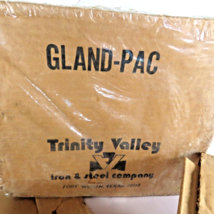 GLAND-PAC
Trinity Valley
iron & steel company